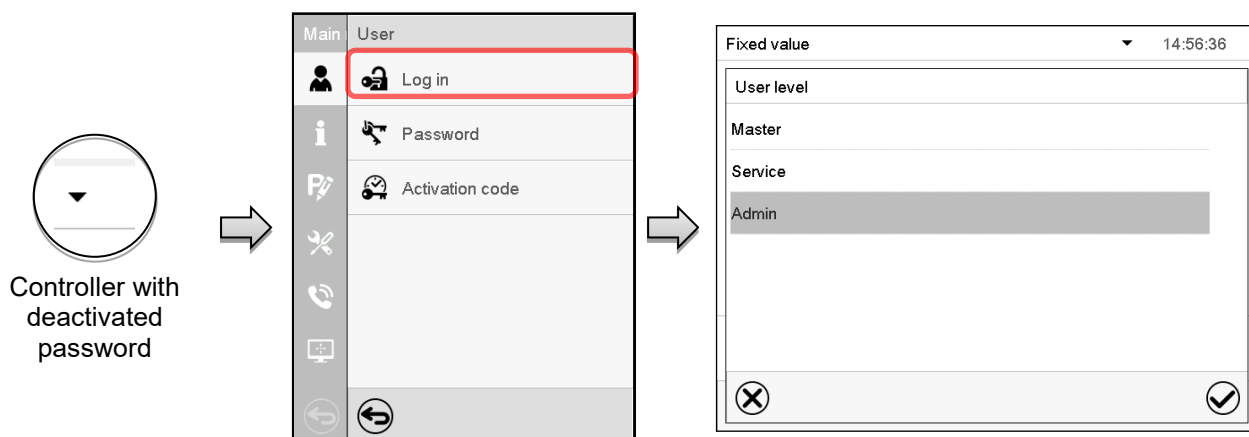 Controller with
deactivated
password
Main
User
Log in
Password
Activation code
Fixed value
14:56:36
User level
Master
Service
Admin